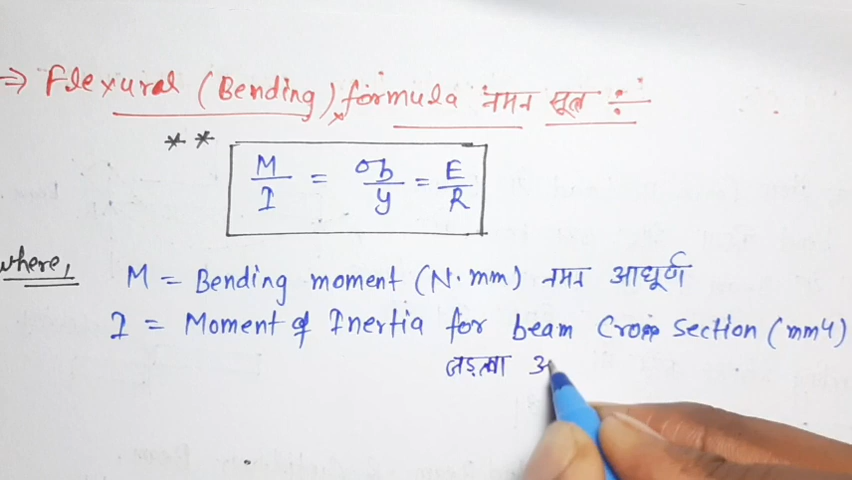 ⇒ Flexural (Bending) formula नमन सूत्र ÷
**
M/I = σb/y = E/R
where,
M = Bending moment (N.mm) नमन आघूर्ण
I = Moment of Inertia for beam Cross section (mm4)
जड़त्वा अ